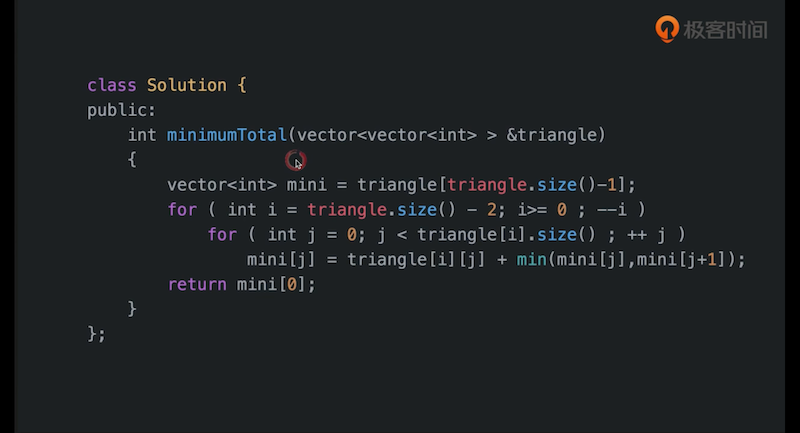 极客时间
class Solution {
public:
    int minimumTotal(vector<vector<int> > &triangle)
    {
        vector<int> mini = triangle[triangle.size()-1];
        for ( int i = triangle.size() - 2; i>= 0 ; --i )
            for ( int j = 0; j < triangle[i].size() ; ++ j )
                mini[j] = triangle[i][j] + min(mini[j],mini[j+1]);
        return mini[0];
    }
};